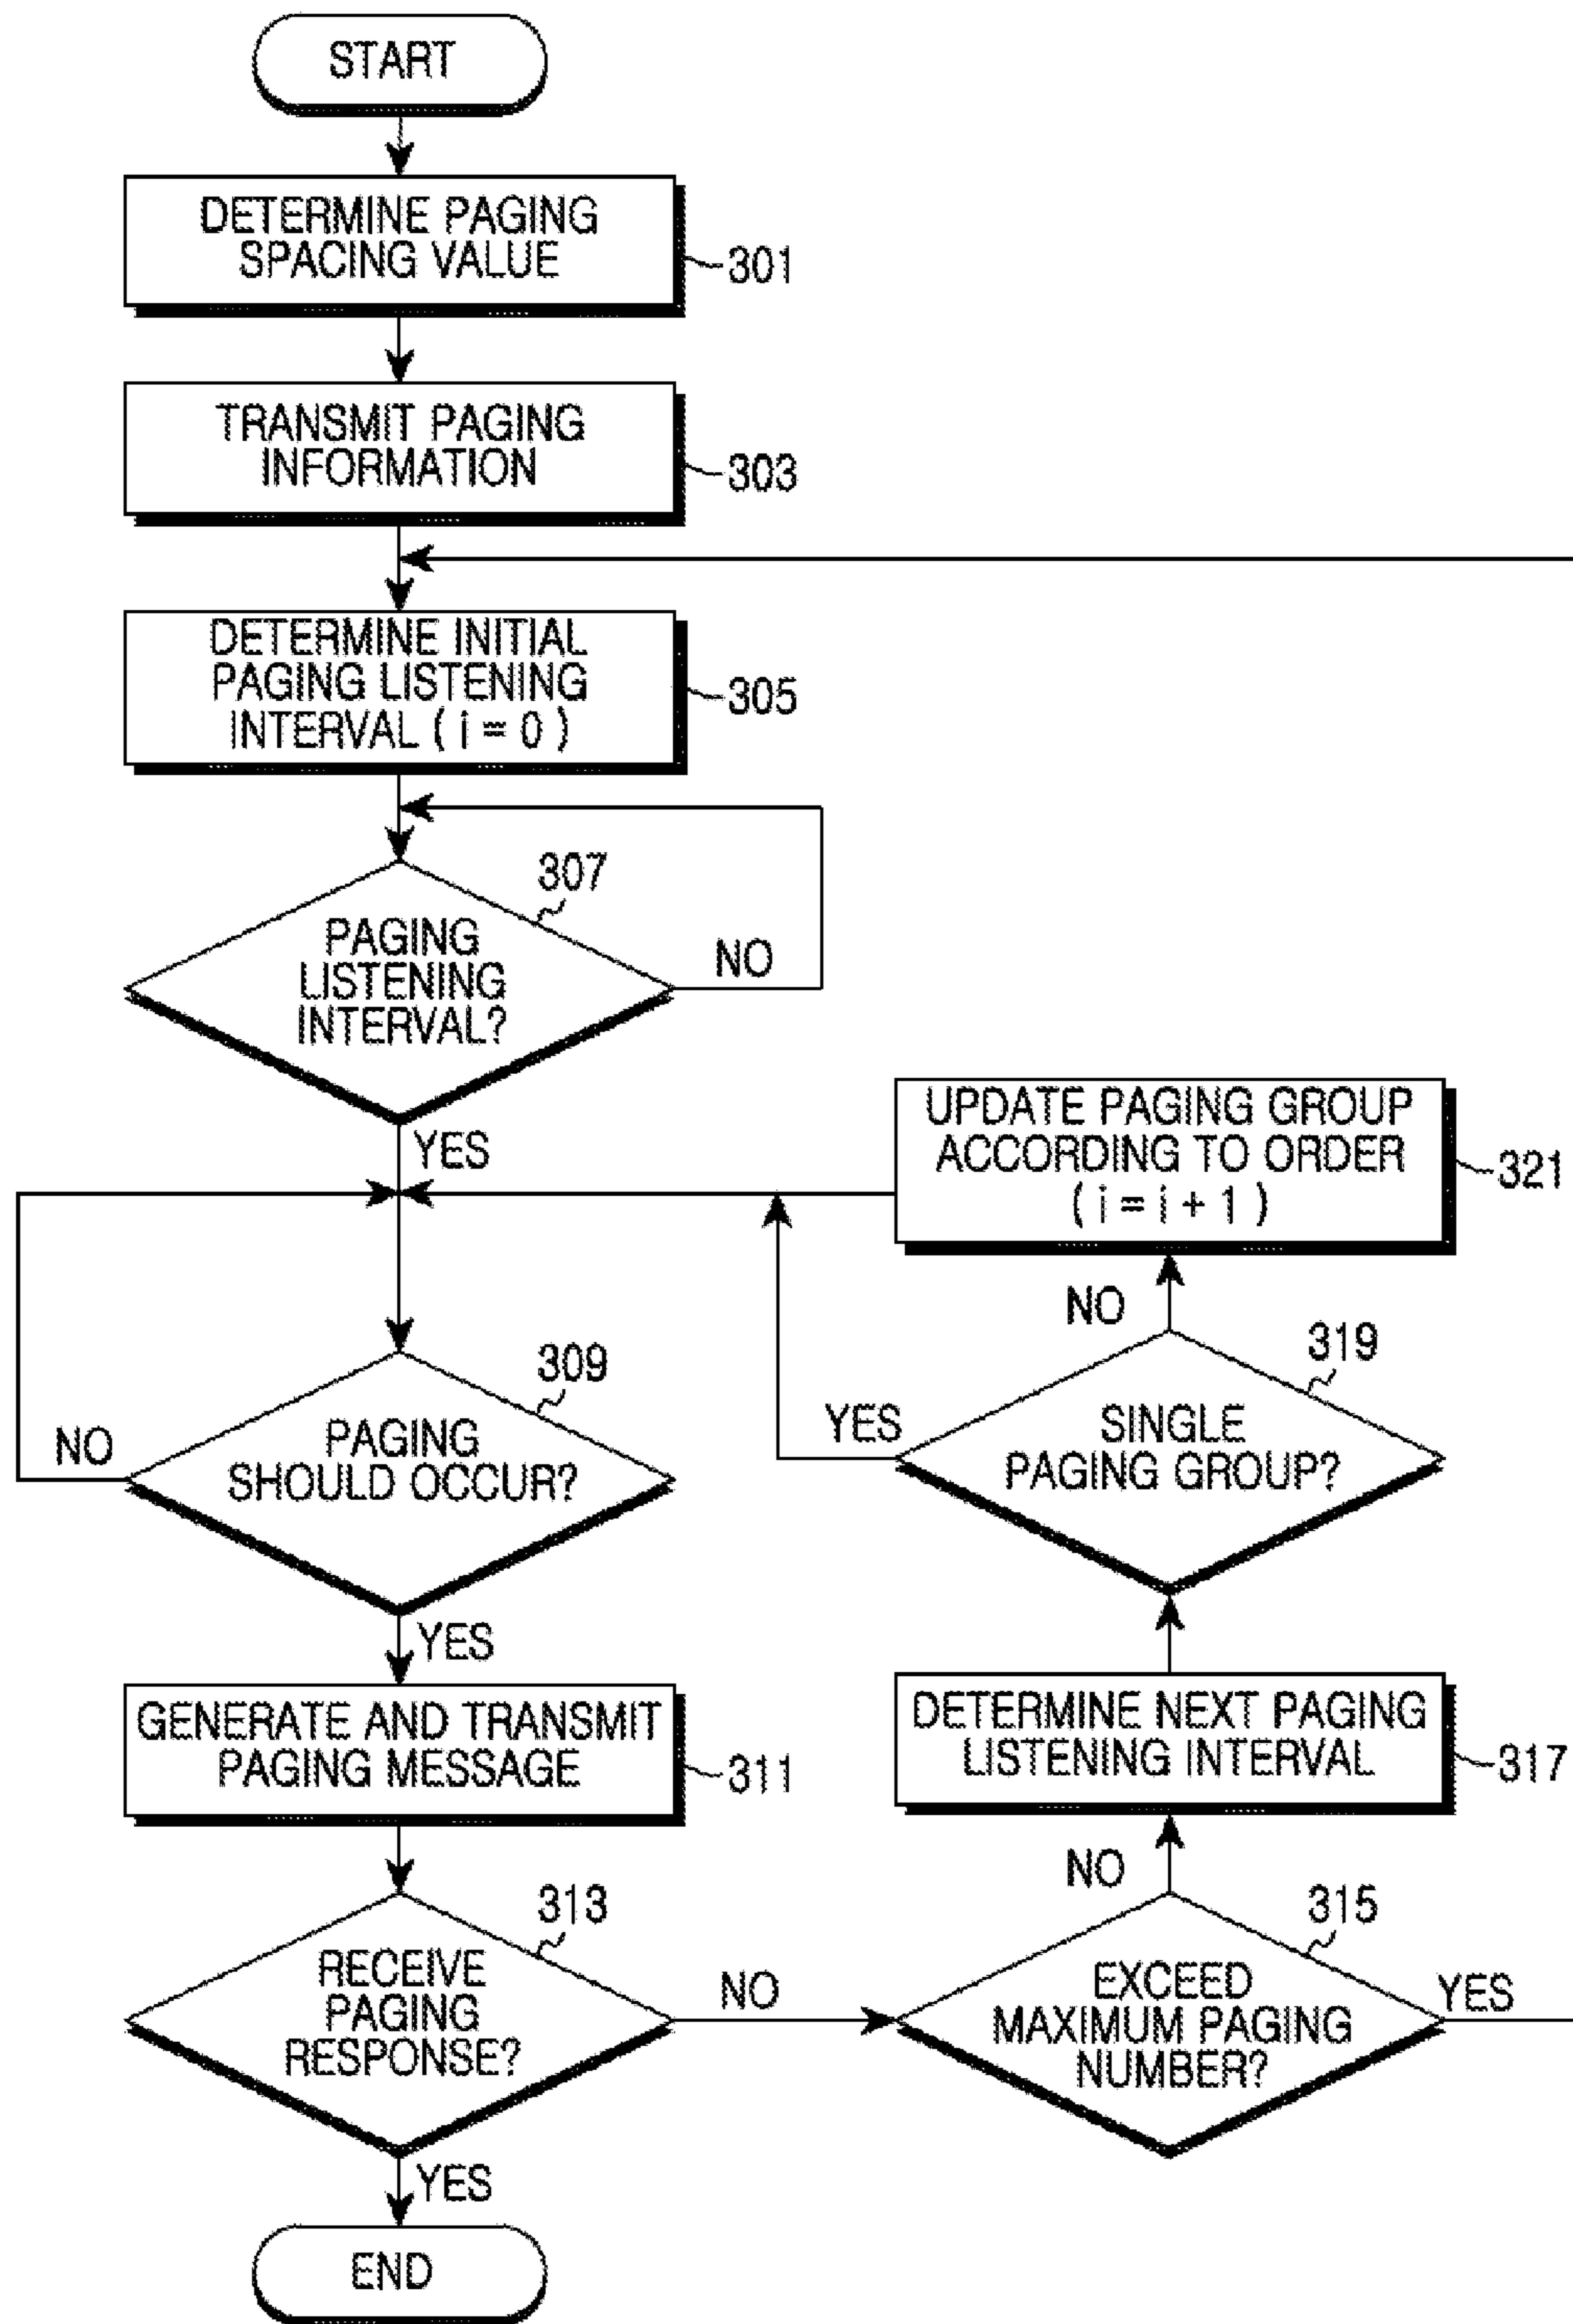 START
DETERMINE PAGING
SPACING VALUE
301
TRANSMIT PAGING
INFORMATION
303
DETERMINE INITIAL
PAGING LISTENING
INTERVAL ( i = 0 )
305
307
PAGING
LISTENING
INTERVAL?
NO
YES
UPDATE PAGING GROUP
ACCORDING TO ORDER
( i = i + 1 )
321
NO
309
PAGING
SHOULD OCCUR?
NO
YES
319
SINGLE
PAGING GROUP?
YES
GENERATE AND TRANSMIT
PAGING MESSAGE
311
DETERMINE NEXT PAGING
LISTENING INTERVAL
317
NO
313
RECEIVE
PAGING
RESPONSE?
NO
315
EXCEED
MAXIMUM PAGING
NUMBER?
YES
YES
END